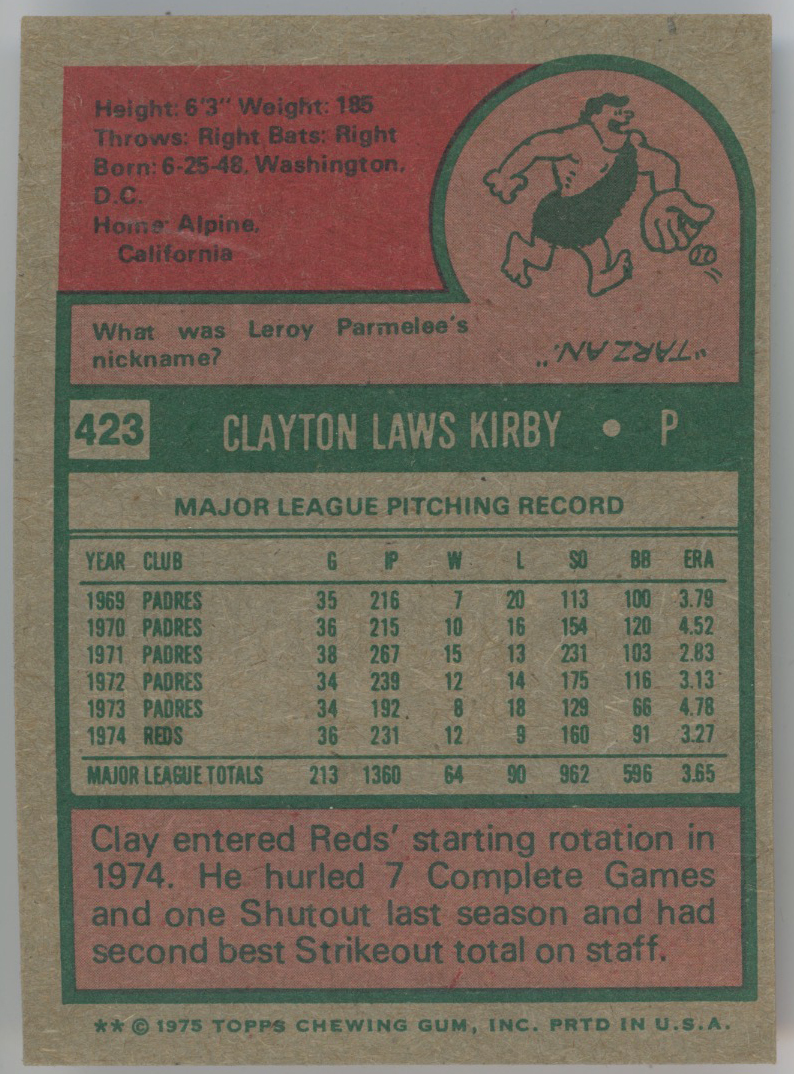 Height: 6'3" Weight: 185
Throws: Right Bats: Right
Born: 6-25-48, Washington,
D.C.
Home: Alpine,
California
What was Leroy Parmelee's
nickname?
"TARZAN."
423 CLAYTON LAWS KIRBY • P
MAJOR LEAGUE PITCHING RECORD
YEAR CLUB G IP W L SO BB ERA
1969 PADRES 35 216 7 20 113 100 3.79
1970 PADRES 36 215 10 16 154 120 4.52
1971 PADRES 38 267 15 13 231 103 2.83
1972 PADRES 34 239 12 14 175 116 3.13
1973 PADRES 34 192 8 18 129 66 4.78
1974 REDS 36 231 12 9 160 91 3.27
MAJOR LEAGUE TOTALS 213 1360 64 90 962 596 3.65
Clay entered Reds' starting rotation in
1974. He hurled 7 Complete Games
and one Shutout last season and had
second best Strikeout total on staff.
** © 1975 TOPPS CHEWING GUM, INC. PRTD IN U.S.A.